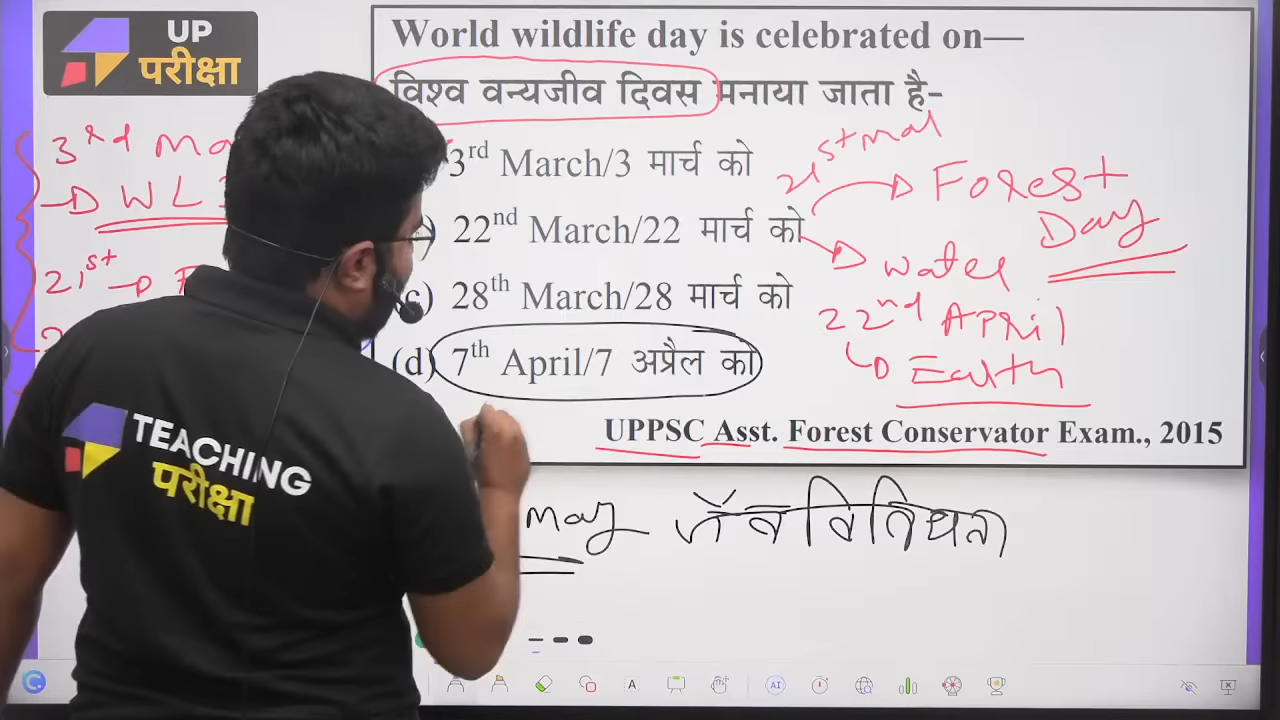 UP
परीक्षा
World wildlife day is celebrated on—
विश्व वन्यजीव दिवस मनाया जाता है-
3rd March/3 मार्च को
22nd March/22 मार्च को
c) 28th March/28 मार्च को
(d) 7th April/7 अप्रैल को
UPPSC Asst. Forest Conservator Exam., 2015
3rd
→ WL
21st →
21st mar
→ Forest Day
→ water
22nd April
↳ Earth
may जैव विविधता
TEACHING
परीक्षा
A
AI
C